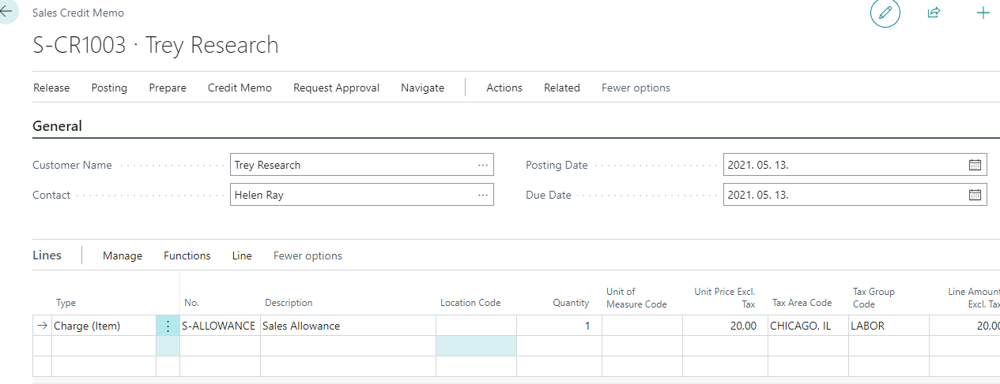 Sales Credit Memo
S-CR1003 · Trey Research
Release Posting Prepare Credit Memo Request Approval Navigate Actions Related Fewer options
General
Customer Name Trey Research Posting Date 2021. 05. 13.
Contact Helen Ray Due Date 2021. 05. 13.
Lines Manage Functions Line Fewer options
Type No. Description Location Code Quantity Unit of Measure Code Unit Price Excl. Tax Tax Area Code Tax Group Code Line Amount Excl. Tax
Charge (Item) S-ALLOWANCE Sales Allowance 1 20,00 CHICAGO, IL LABOR 20,00